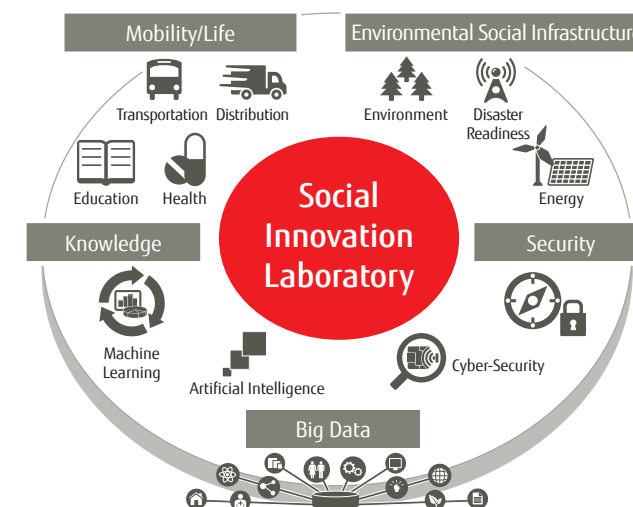 Mobility/Life
Environmental Social Infrastructure
Transportation
Distribution
Environment
Disaster
Readiness
Education
Health
Energy
Social
Innovation
Laboratory
Knowledge
Security
Machine
Learning
Artificial Intelligence
Cyber-Security
Big Data